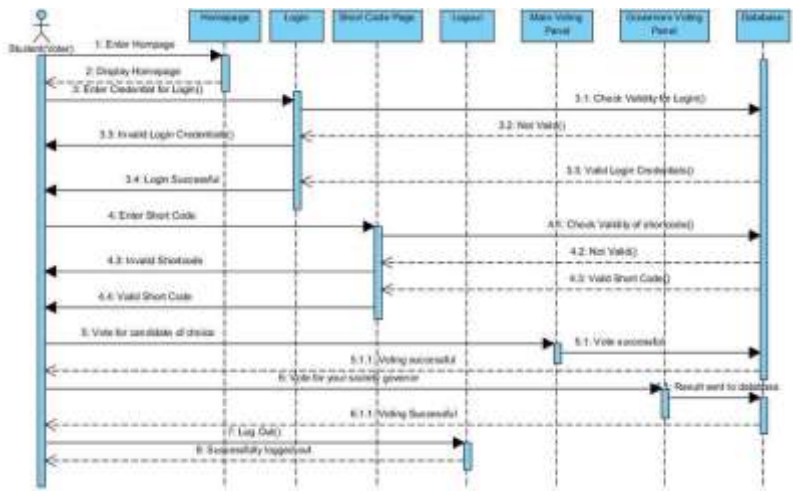 Homepage
Login
Short Code Page
Logout
Main Voting
Panel
Governors Voting
Panel
Database
Student(Voter)
1: Enter Hompage
2: Display Homepage
3: Enter Credential for Login()
3.1: Check Validity for Login()
3.2: Not Valid()
3.3: Invalid Login Credentials()
3.3: Valid Login Credentials()
3.4: Login Successful
4: Enter Short Code
4.1: Check Validity of shortcode()
4.2: Not Valid()
4.3: Invalid Shortcode
4.3: Valid Short Code()
4.4: Valid Short Code
5: Vote for candidate of choice
5.1: Vote successful
5.1.1: Voting successful
6: Vote for your society governor
Result sent to database
6.1.1: Voting Successful
7: Log Out()
8: Successfully logged out